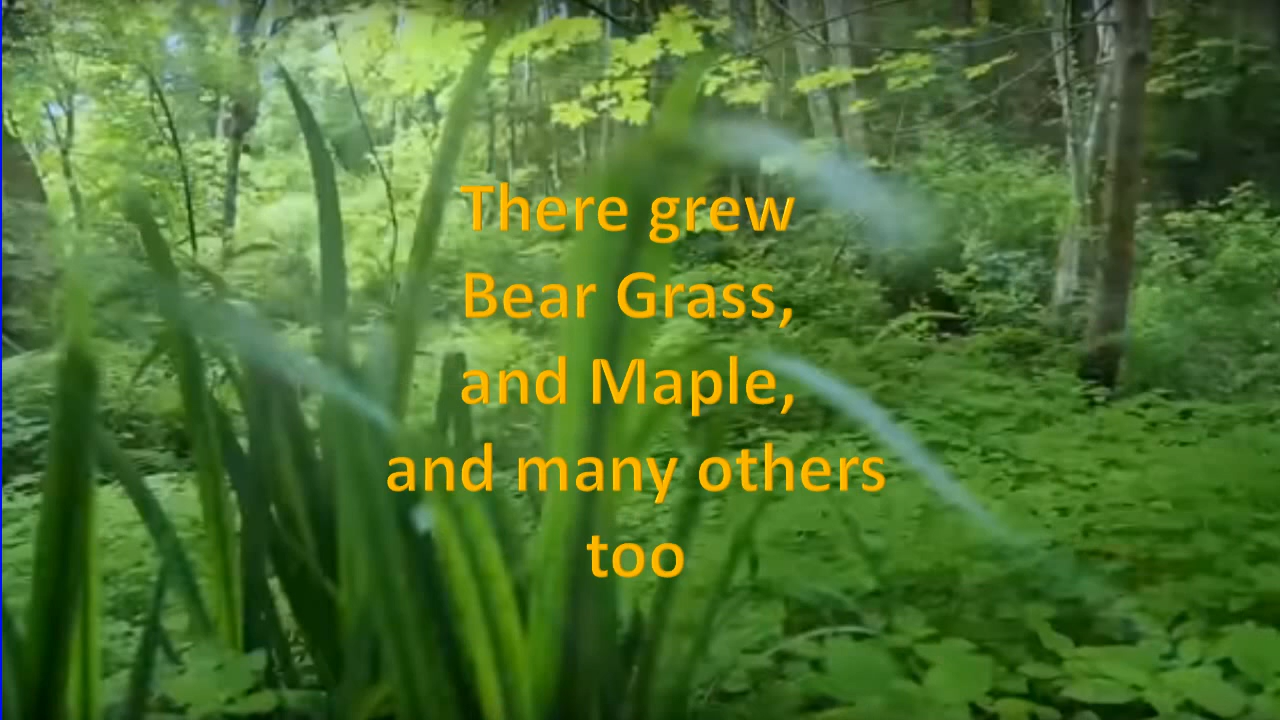 There grew
Bear Grass,
and Maple,
and many others
too